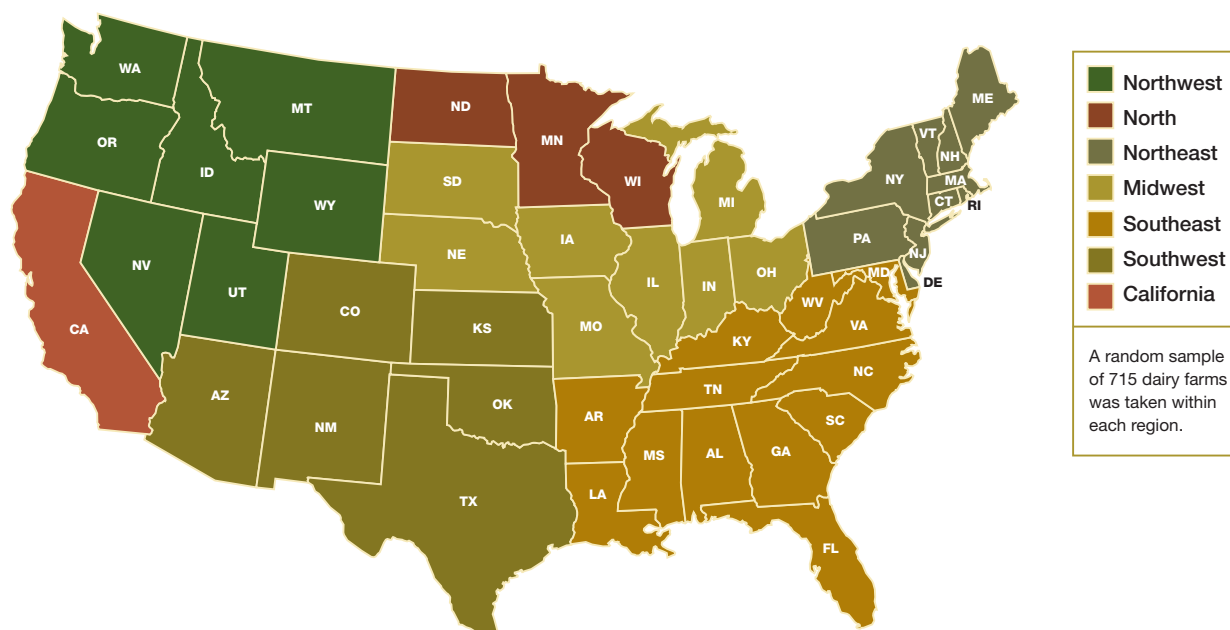 WA
MT
ND
MN
ME
VT
NH
OR
ID
SD
WI
NY
MA
CT
RI
WY
MI
IA
PA
NJ
NV
NE
OH
MD
DE
UT
IL
IN
WV
CO
KS
MO
VA
CA
KY
AZ
NC
TN
OK
AR
SC
NM
MS
AL
GA
LA
TX
FL
Northwest
North
Northeast
Midwest
Southeast
Southwest
California
A random sample
of 715 dairy farms
was taken within
each region.